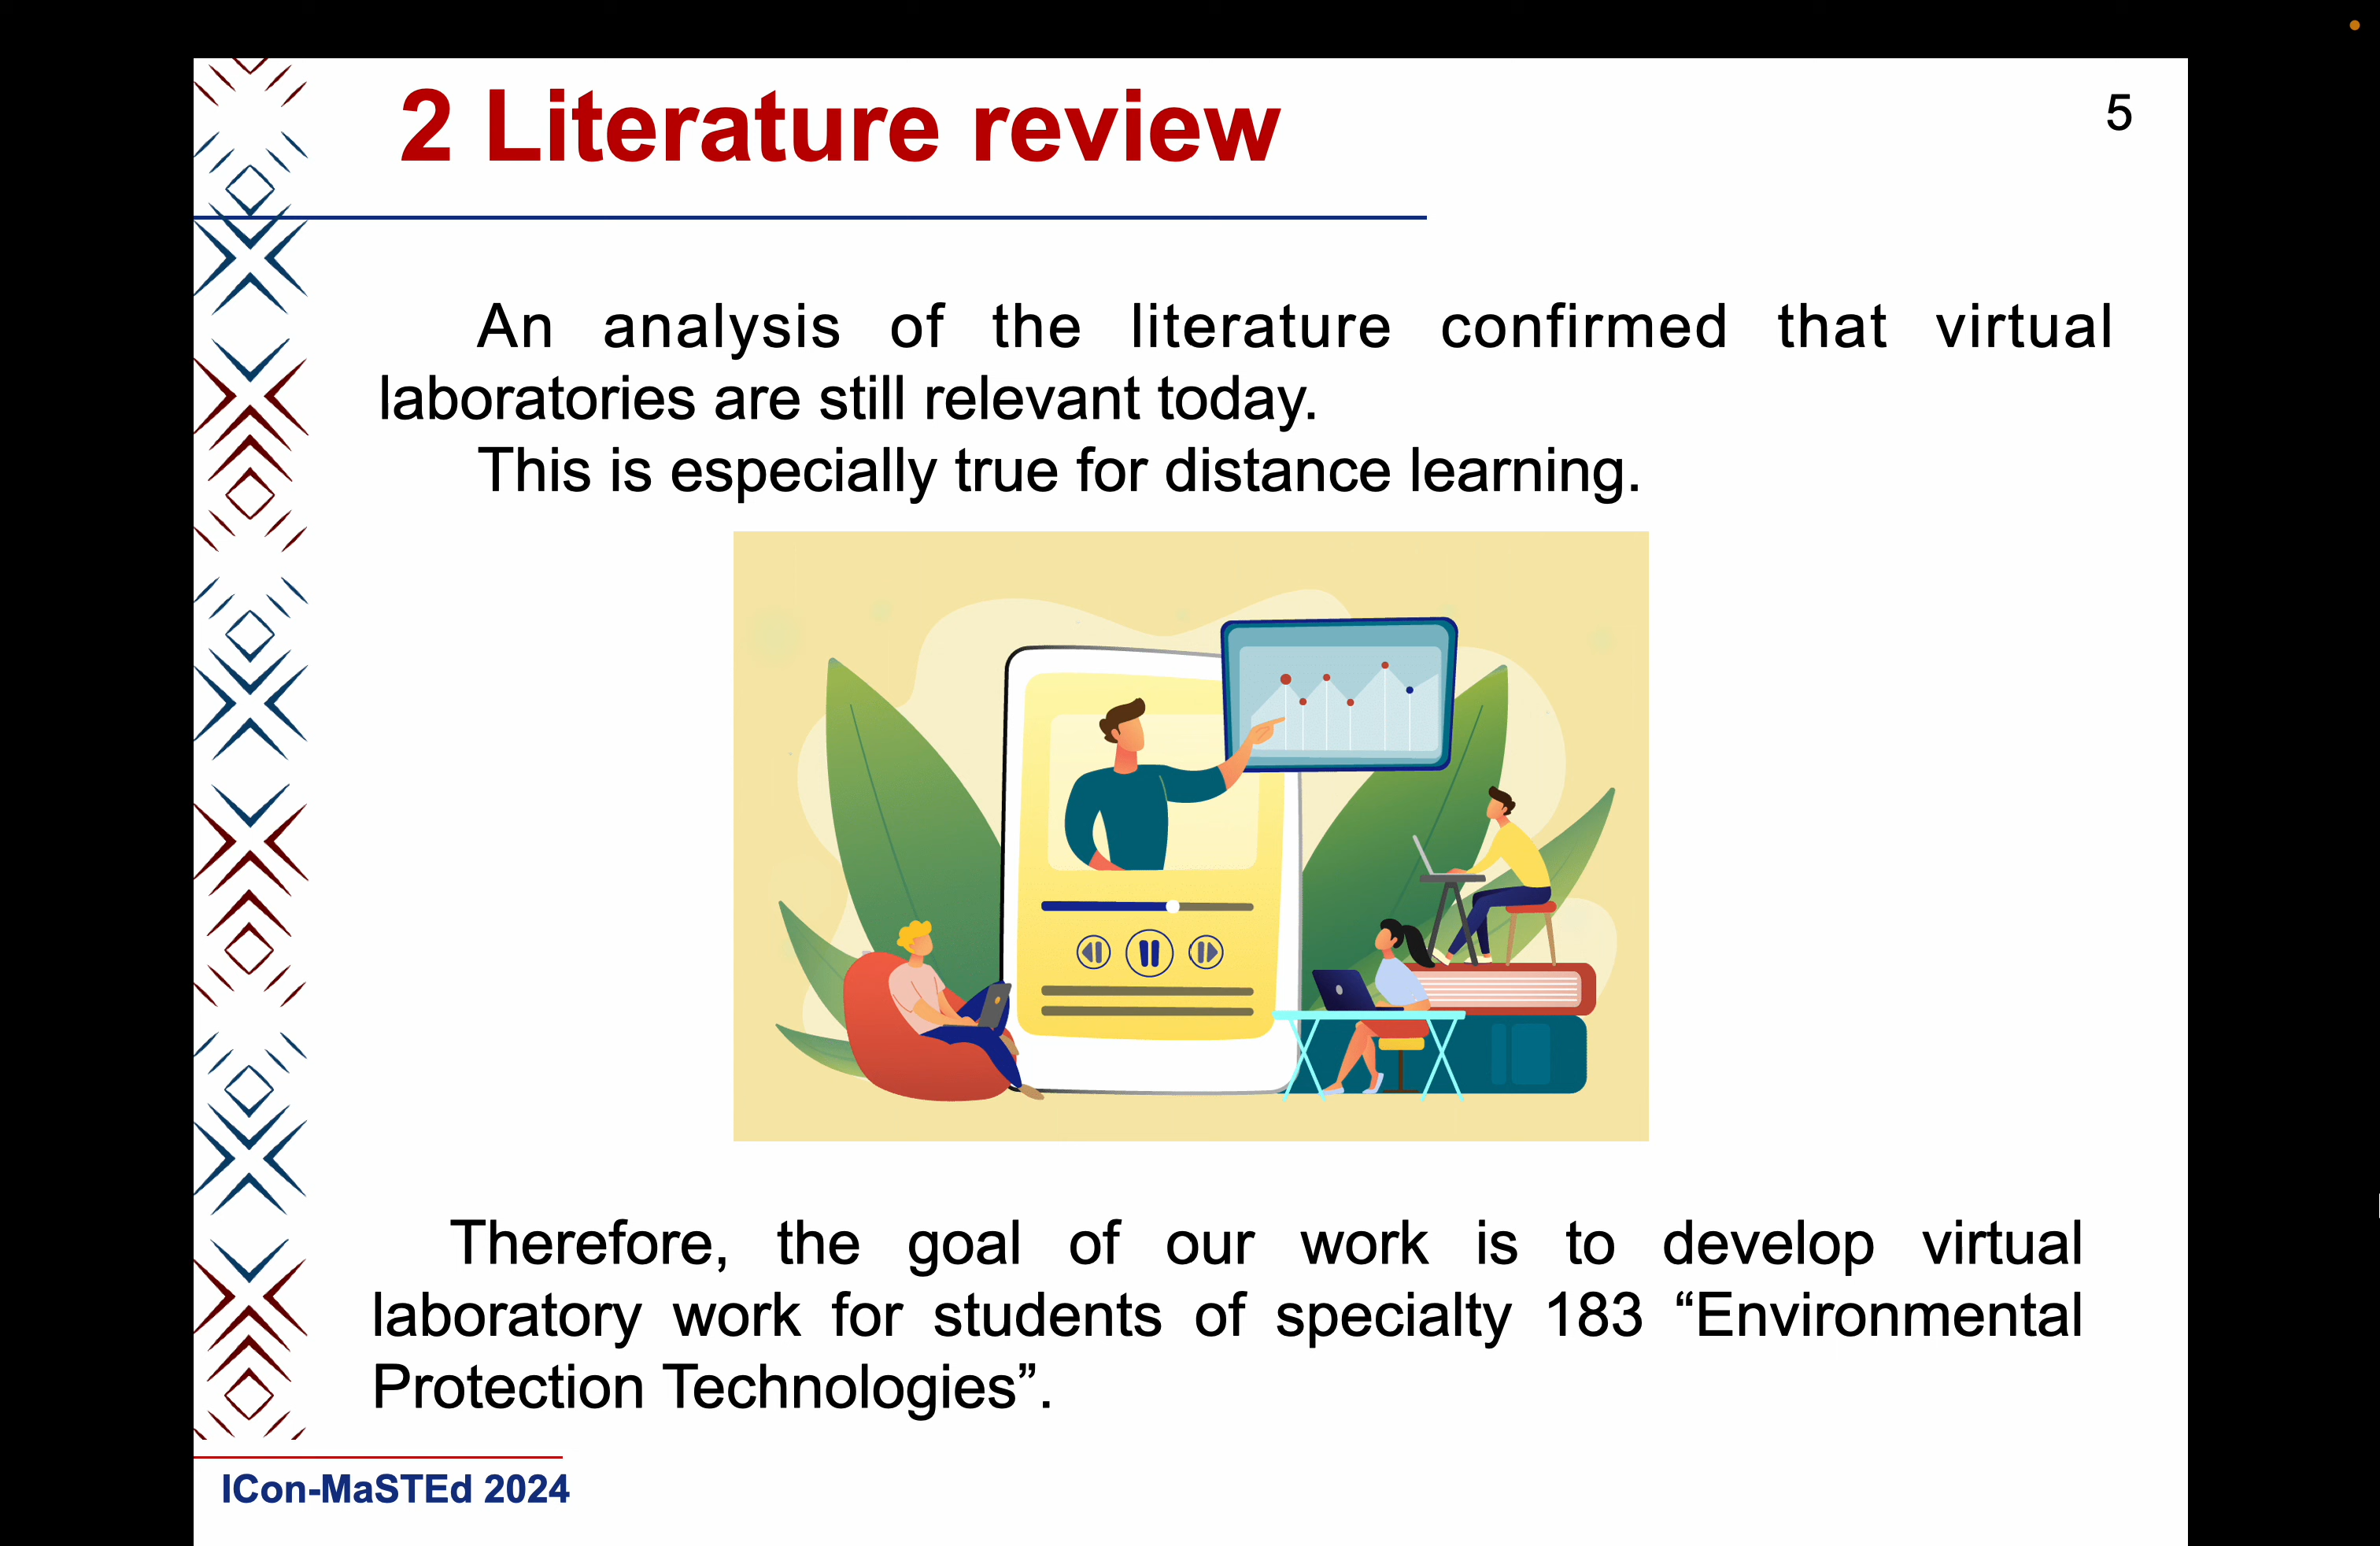 2 Literature review
5
An analysis of the literature confirmed that virtual
laboratories are still relevant today.
This is especially true for distance learning.
Therefore, the goal of our work is to develop virtual
laboratory work for students of specialty 183 “Environmental
Protection Technologies”.
ICon-MaSTEd 2024